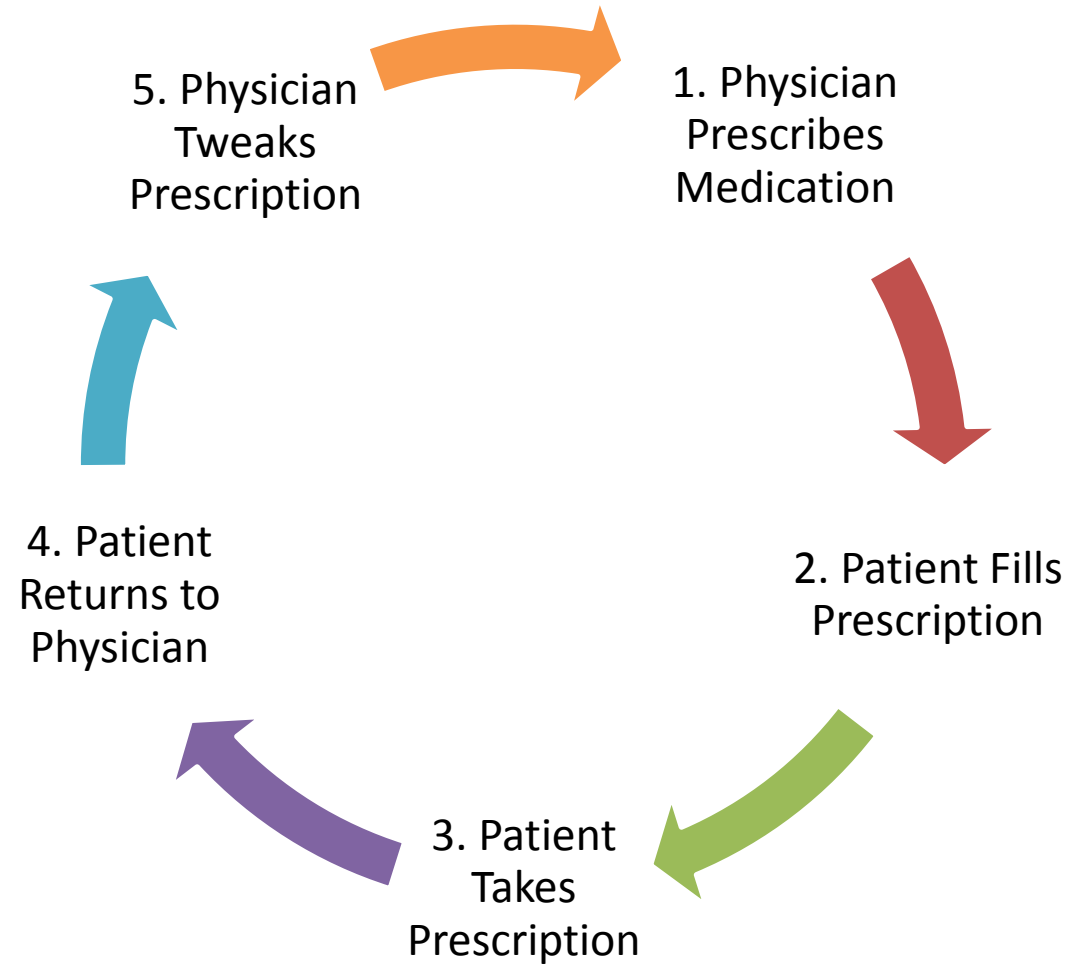 1. Physician
Prescribes
Medication
2. Patient Fills
Prescription
3. Patient
Takes
Prescription
4. Patient
Returns to
Physician
5. Physician
Tweaks
Prescription